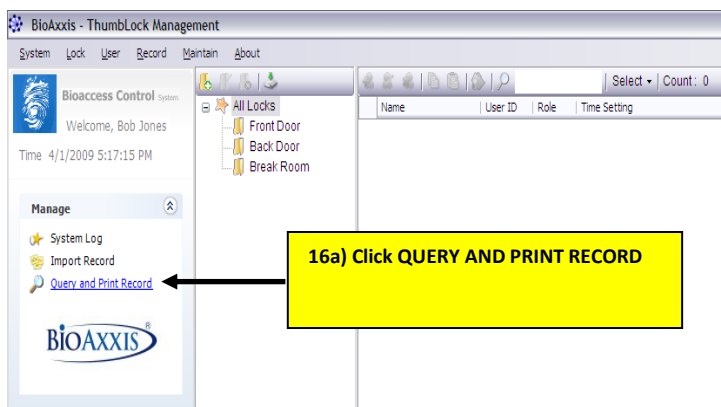 BioAxxis - ThumbLock Management
System Lock User Record Maintain About
Select Count: 0
Bioaccess Control System
Welcome, Bob Jones
Time 4/1/2009 5:17:15 PM
All Locks
Front Door
Back Door
Break Room
Name User ID Role Time Setting
Manage
System Log
Import Record
Query and Print Record
16a) Click QUERY AND PRINT RECORD
BIOAXXIS®